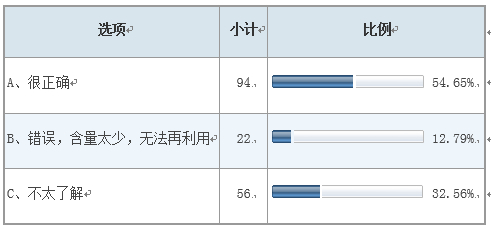 选项 小计 比例
A、很正确 94 54.65%
B、错误，含量太少，无法再利用 22 12.79%
C、不太了解 56 32.56%